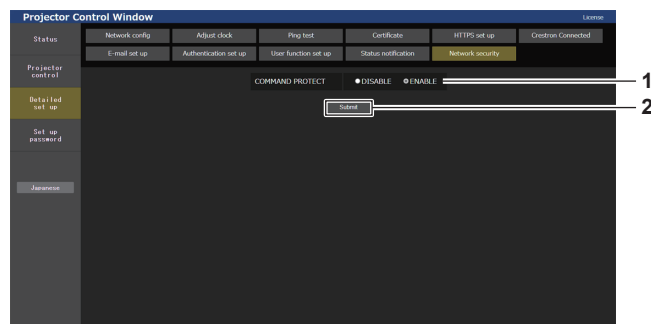 Projector Control Window
License
Status
Network config
Adjust clock
Ping test
Certificate
HTTPS set up
Crestron Connected
E-mail set up
Authentication set up
User function set up
Status notification
Network security
Projector
control
COMMAND PROTECT
DISABLE
ENABLE
1
Detailed
set up
Submit
2
Set up
password
Japanese